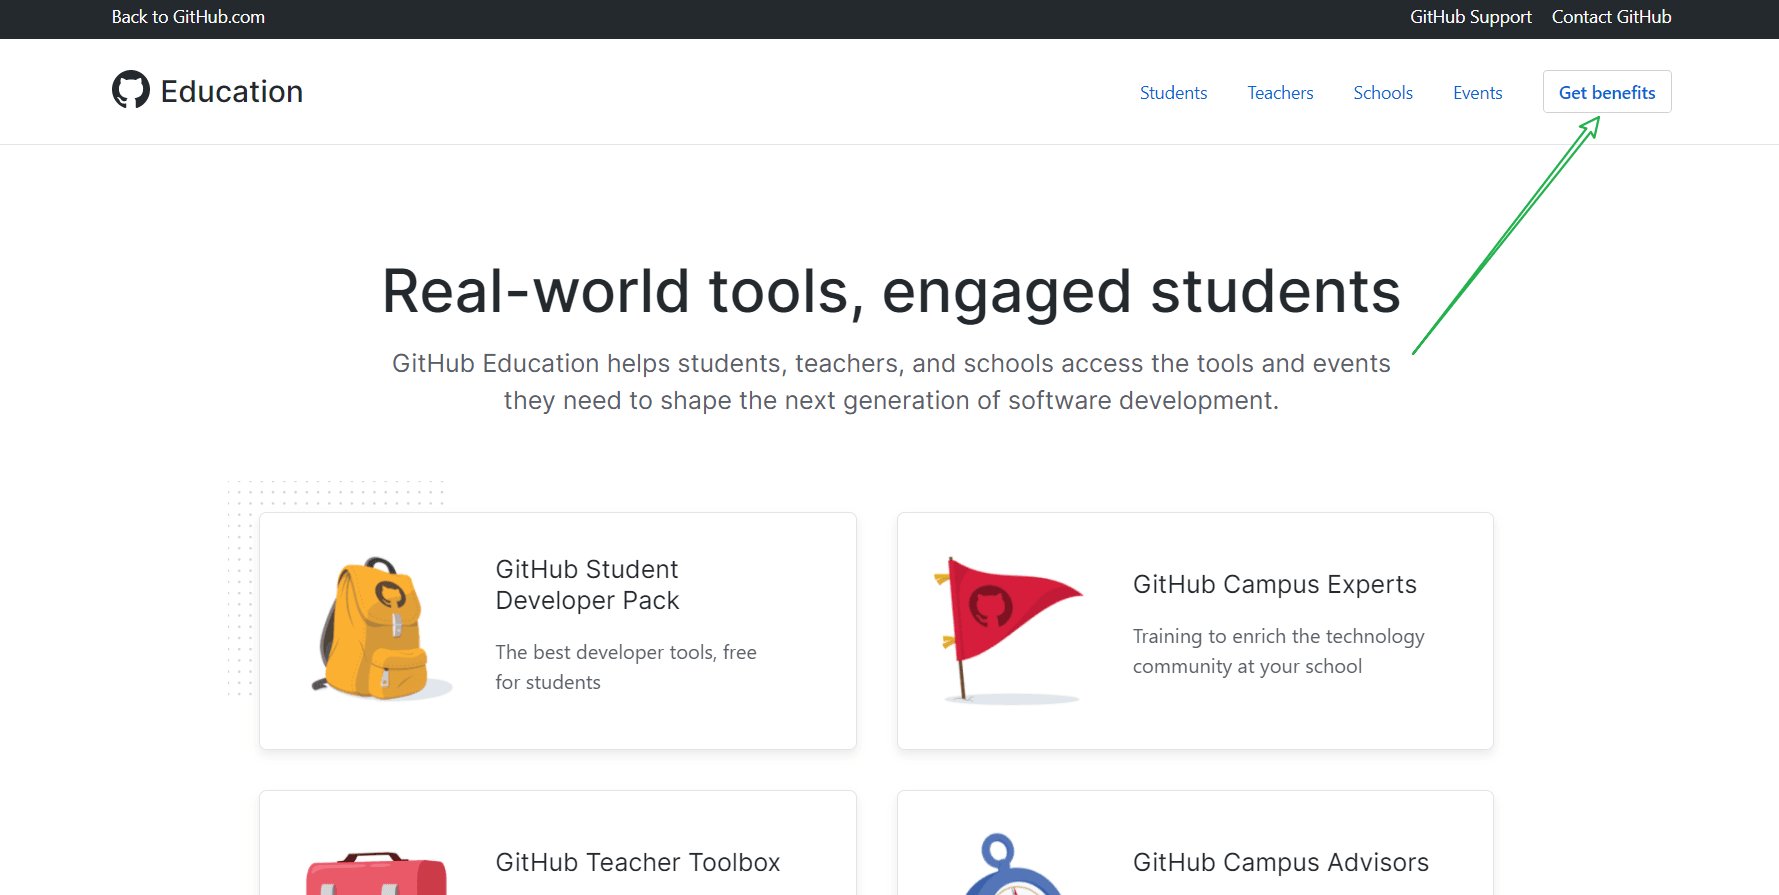 Back to GitHub.com
GitHub Support
Contact GitHub
Education
Students
Teachers
Schools
Events
Get benefits
Real-world tools, engaged students
GitHub Education helps students, teachers, and schools access the tools and events
they need to shape the next generation of software development.
GitHub Student
Developer Pack
The best developer tools, free
for students
GitHub Campus Experts
Training to enrich the technology
community at your school
GitHub Teacher Toolbox
GitHub Campus Advisors